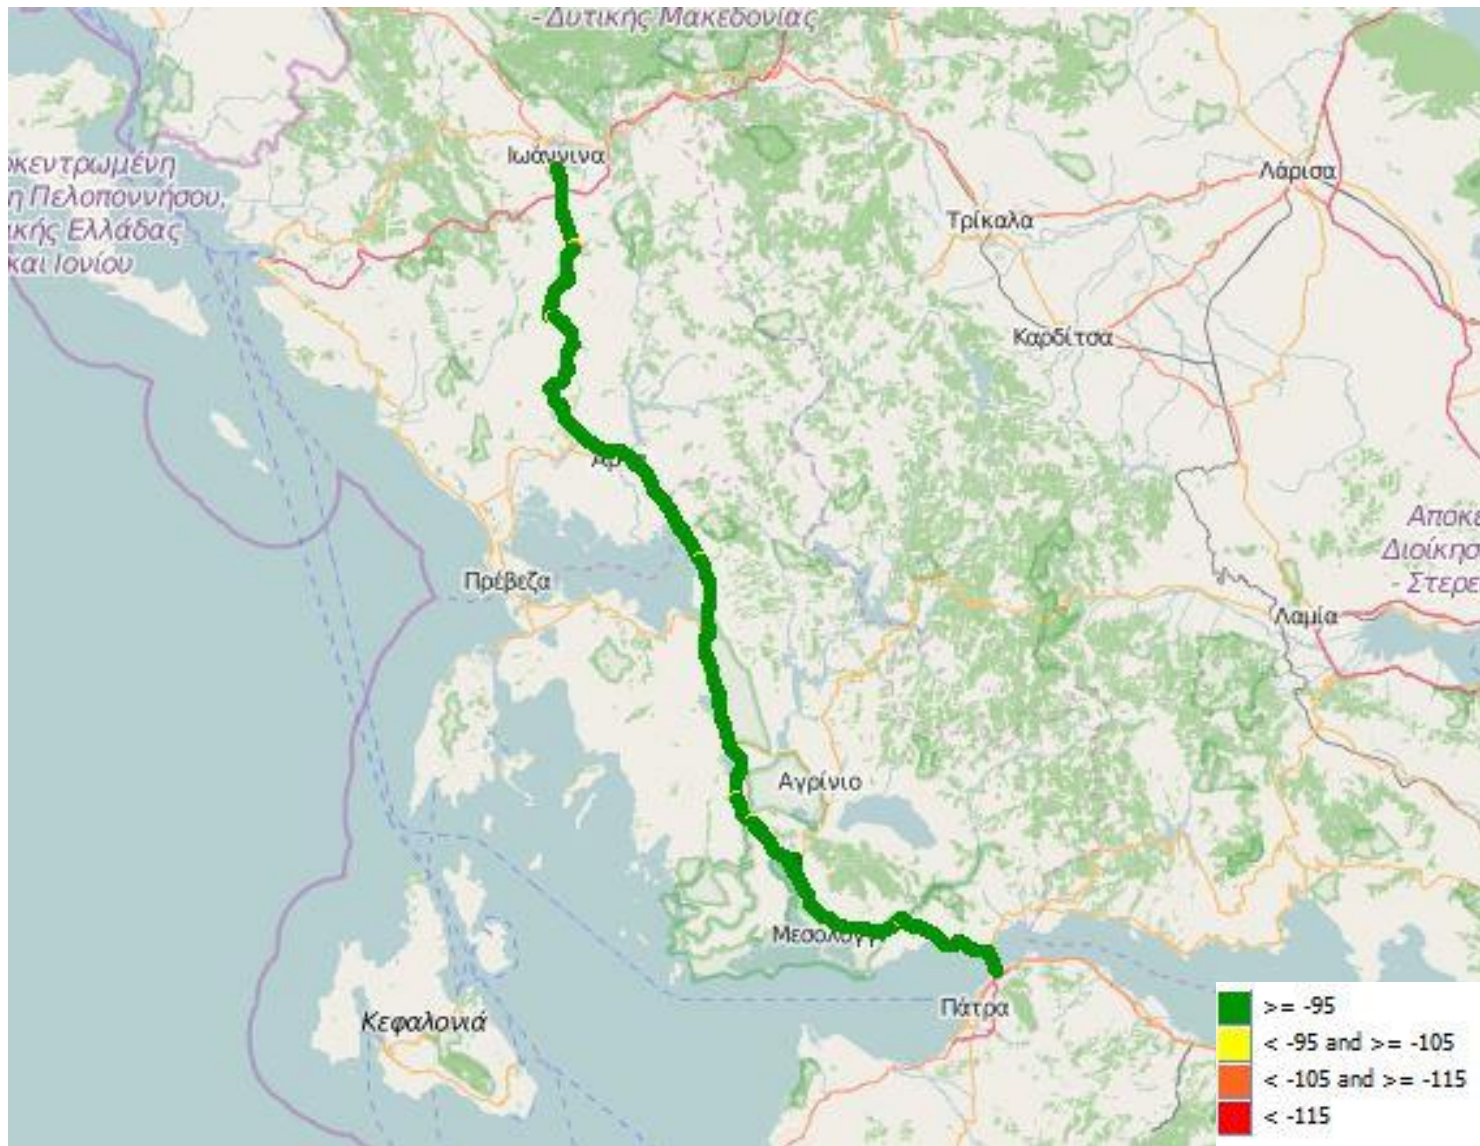 - Δυτικής Μακεδονίας
Ιωάννινα
οκεντρωμένη
η Πελοποννήσου,
ικής Ελλάδας
και Ιονίου
Λάρισα
Τρίκαλα
Καρδίτσα
Αποκε
Διοίκησ
- Στερε
Πρέβεζα
Λαμία
Αγρίνιο
Πάτρα
Κεφαλονιά
>= -95
< -95 and >= -105
< -105 and >= -115
< -115